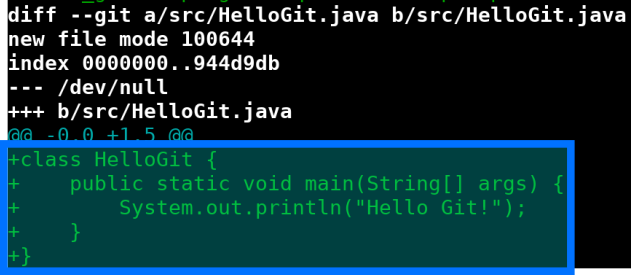 diff --git a/src/HelloGit.java b/src/HelloGit.java
new file mode 100644
index 0000000..944d9db
--- /dev/null
+++ b/src/HelloGit.java
@@ -0,0 +1,5 @@
+class HelloGit {
+    public static void main(String[] args) {
+        System.out.println("Hello Git!");
+    }
+}